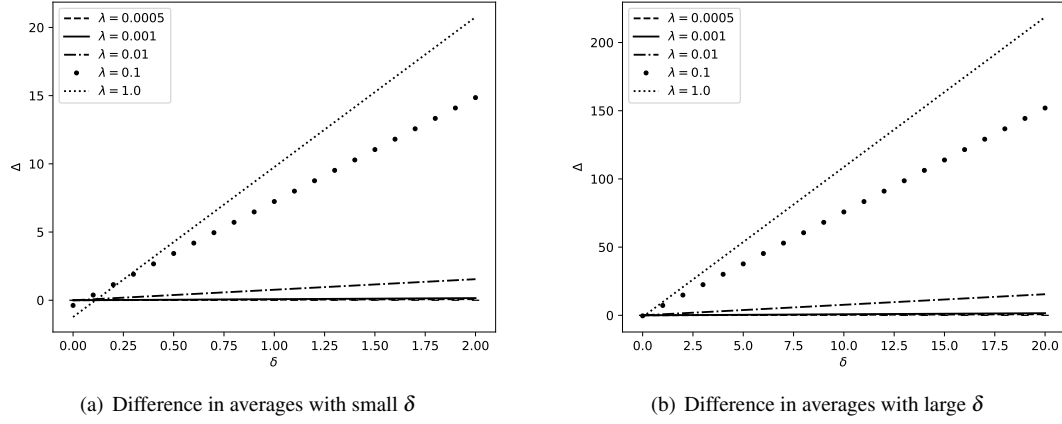 λ = 0.0005
λ = 0.001
λ = 0.01
λ = 0.1
λ = 1.0
20
15
10
5
0
Δ
0.00 0.25 0.50 0.75 1.00 1.25 1.50 1.75 2.00
δ
(a) Difference in averages with small δ
λ = 0.0005
λ = 0.001
λ = 0.01
λ = 0.1
λ = 1.0
200
150
100
50
0
Δ
0.0 2.5 5.0 7.5 10.0 12.5 15.0 17.5 20.0
δ
(b) Difference in averages with large δ